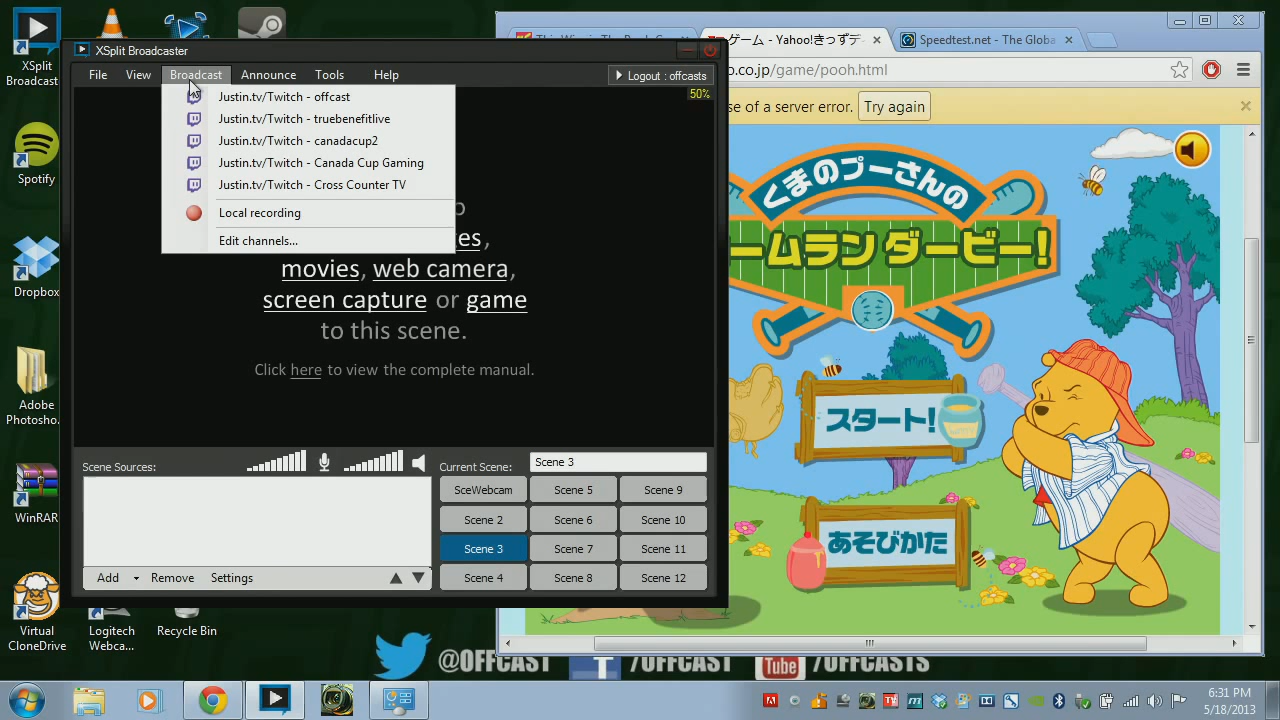 XSplit
Broadcast
Spotify
Dropbox
Adobe
Photosho..
WinRAR
Virtual
CloneDrive
Logitech
Webca...
Recycle Bin
XSplit Broadcaster
File View Broadcast Announce Tools Help
Logout : offcasts
50%
Justin.tv/Twitch - offcast
Justin.tv/Twitch - truebenefitlive
Justin.tv/Twitch - canadacup2
Justin.tv/Twitch - Canada Cup Gaming
Justin.tv/Twitch - Cross Counter TV
Local recording
Edit channels...
movies, web camera,
screen capture or game
to this scene.
Click here to view the complete manual.
Scene Sources:
Add Remove Settings
Current Scene: Scene 3
SceWebcam Scene 5 Scene 9
Scene 2 Scene 6 Scene 10
Scene 3 Scene 7 Scene 11
Scene 4 Scene 8 Scene 12
ゲーム - Yahoo!きっずデ
Speedtest.net - The Globa
o.co.jp/game/pooh.html
se of a server error. Try again
くまのプーさんの
ームランダービー!
スタート!
あそびかた
@OFFCAST /OFFCASTS You Tube /OFFCASTS
6:31 PM
5/18/2013